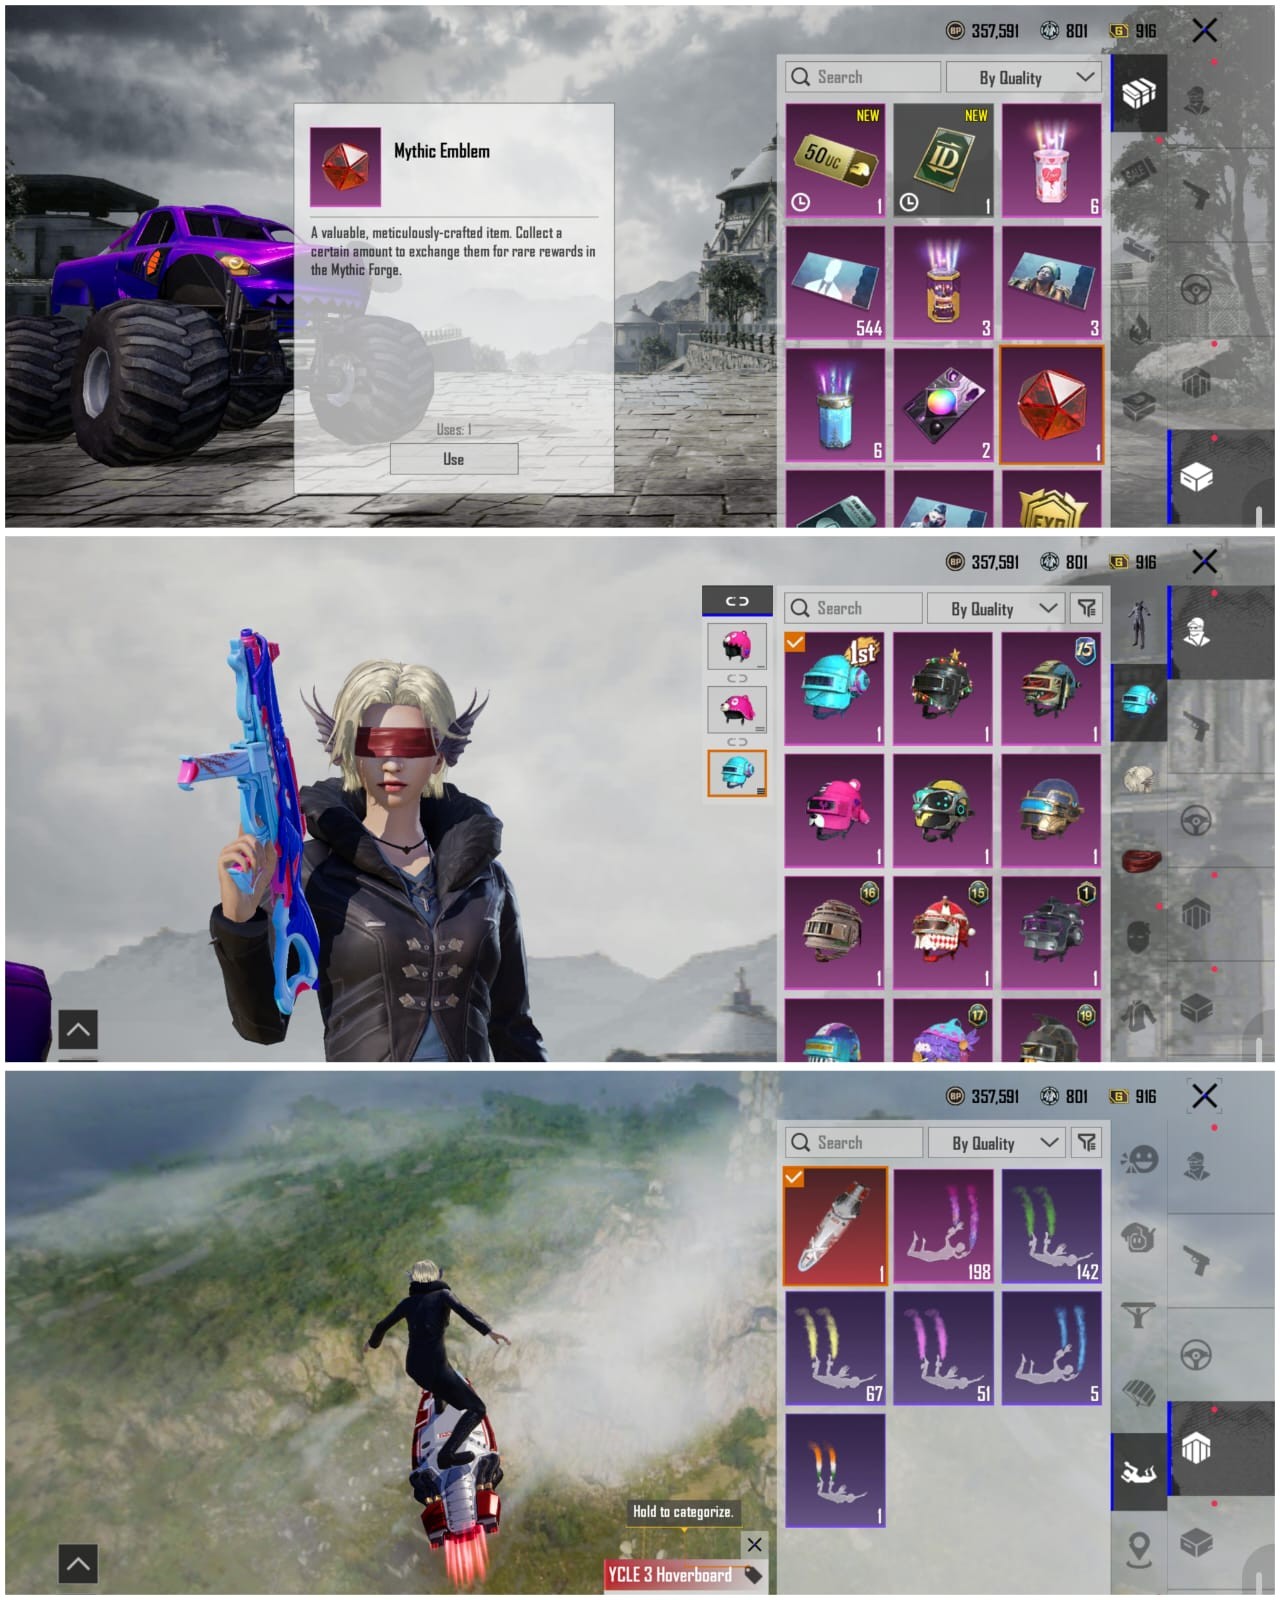 357,591 801 916
Search By Quality
Mythic Emblem
A valuable, meticulously-crafted item. Collect a
certain amount to exchange them for rare rewards in
the Mythic Forge.
Uses: 1
Use
NEW NEW
50UC ID
1 1 6
544 3 3
6 2 1
EXP
357,591 801 916
Search By Quality
1st 15
1 1 1
1 1 1
16 15 1
1 1 1
17 19
357,591 801 916
Search By Quality
1 198 142
67 51 5
1
Hold to categorize.
YCLE 3 Hoverboard